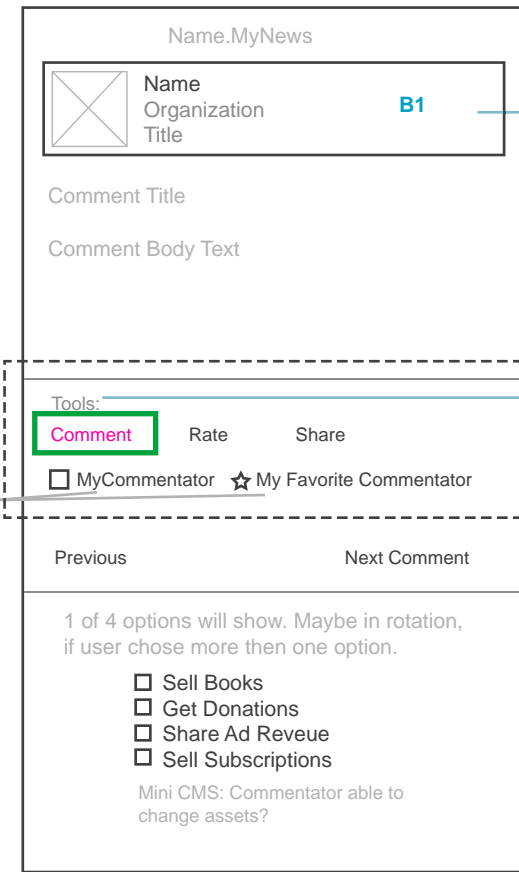 Name.MyNews
Name
Organization
Title
B1
Comment Title
Comment Body Text
Tools:
Comment Rate Share
MyCommentator My Favorite Commentator
Previous Next Comment
1 of 4 options will show. Maybe in rotation,
if user chose more then one option.
Sell Books
Get Donations
Share Ad Reveue
Sell Subscriptions
Mini CMS: Commentator able to
change assets?